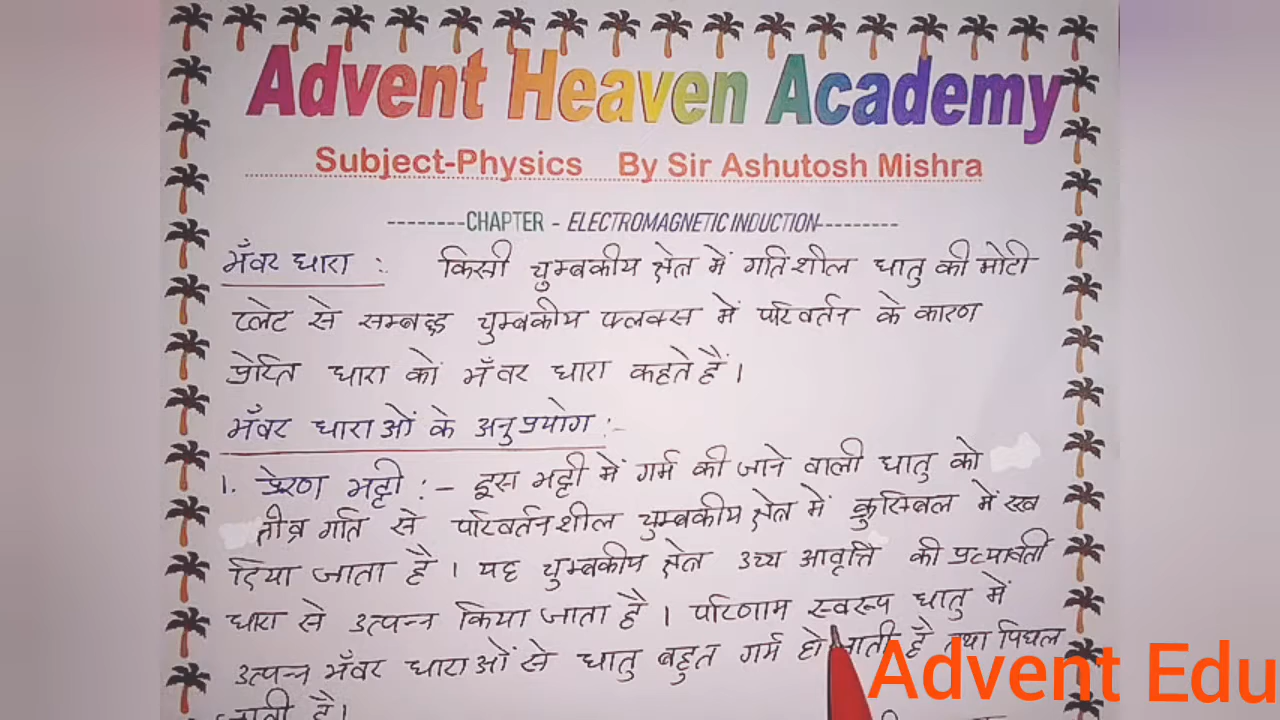 Advent Heaven Academy
Subject-Physics By Sir Ashutosh Mishra
--------CHAPTER - ELECTROMAGNETIC INDUCTION---------
भँवर धारा : किसी चुम्बकीय क्षेत्र में गतिशील धातु की मोटी
प्लेट से सम्बद्ध चुम्बकीय फ्लक्स में परिवर्तन के कारण
प्रेरित धारा को भँवर धारा कहते हैं।
भँवर धाराओं के अनुप्रयोग :-
1. प्रेरण भट्टी :- इस भट्टी में गर्म की जाने वाली धातु को
तीव्र गति से परिवर्तनशील चुम्बकीय क्षेत्र में क्रुसिबल में रख
दिया जाता है। यह चुम्बकीय क्षेत्र उच्च आवृत्ति की प्रत्यावर्ती
धारा से उत्पन्न किया जाता है। परिणाम स्वरूप धातु में
उत्पन्न भँवर धाराओं से धातु बहुत गर्म हो जाती है तथा पिघल
जाती है।
Advent Edu